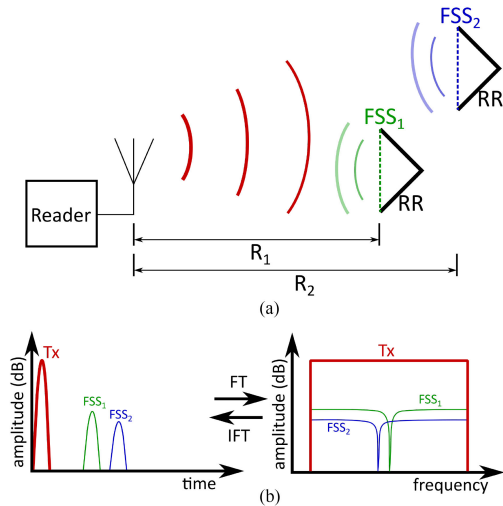 FSS2
RR
FSS1
RR
Reader
R1
R2
(a)
amplitude (dB)
Tx
FSS1
FSS2
time
FT
IFT
amplitude (dB)
Tx
FSS1
FSS2
frequency
(b)